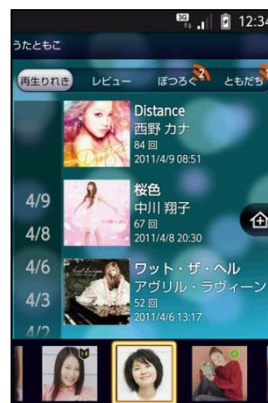 3G 12:34
うたともこ
再生りれき レビュー ぽつろぐ 2 ともだち
Distance
西野 カナ
84 回
2011/4/9 08:51
4/9
桜色
中川 翔子
67 回
2011/4/8 20:30
4/8
4/6
ワット・ザ・ヘル
アヴリル・ラヴィーン
52 回
2011/4/6 13:17
4/3
4/2